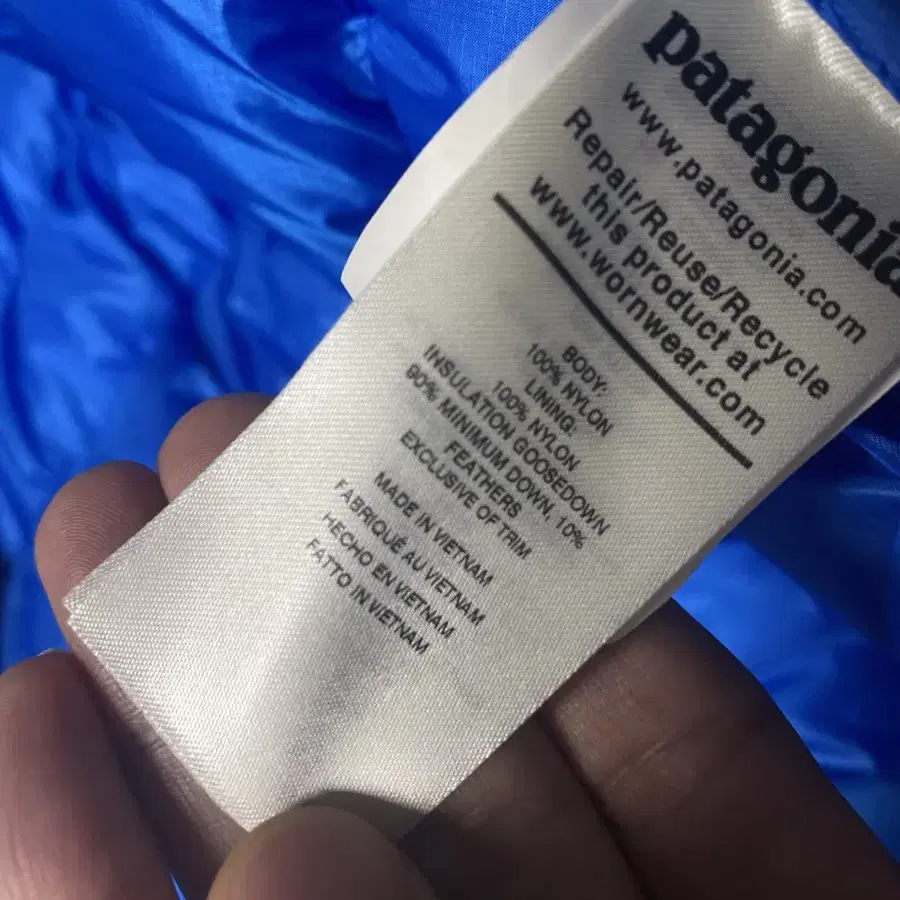 patagonia
www.patagonia.com
Repair/Reuse/Recycle
this product at
www.wornwear.com
BODY:
100% NYLON
LINING:
100% NYLON
INSULATION GOOSEDOWN
90% MINIMUM DOWN, 10%
FEATHERS
EXCLUSIVE OF TRIM
MADE IN VIETNAM
FABRIQUÉ AU VIETNAM
HECHO EN VIETNAM
FATTO IN VIETNAM